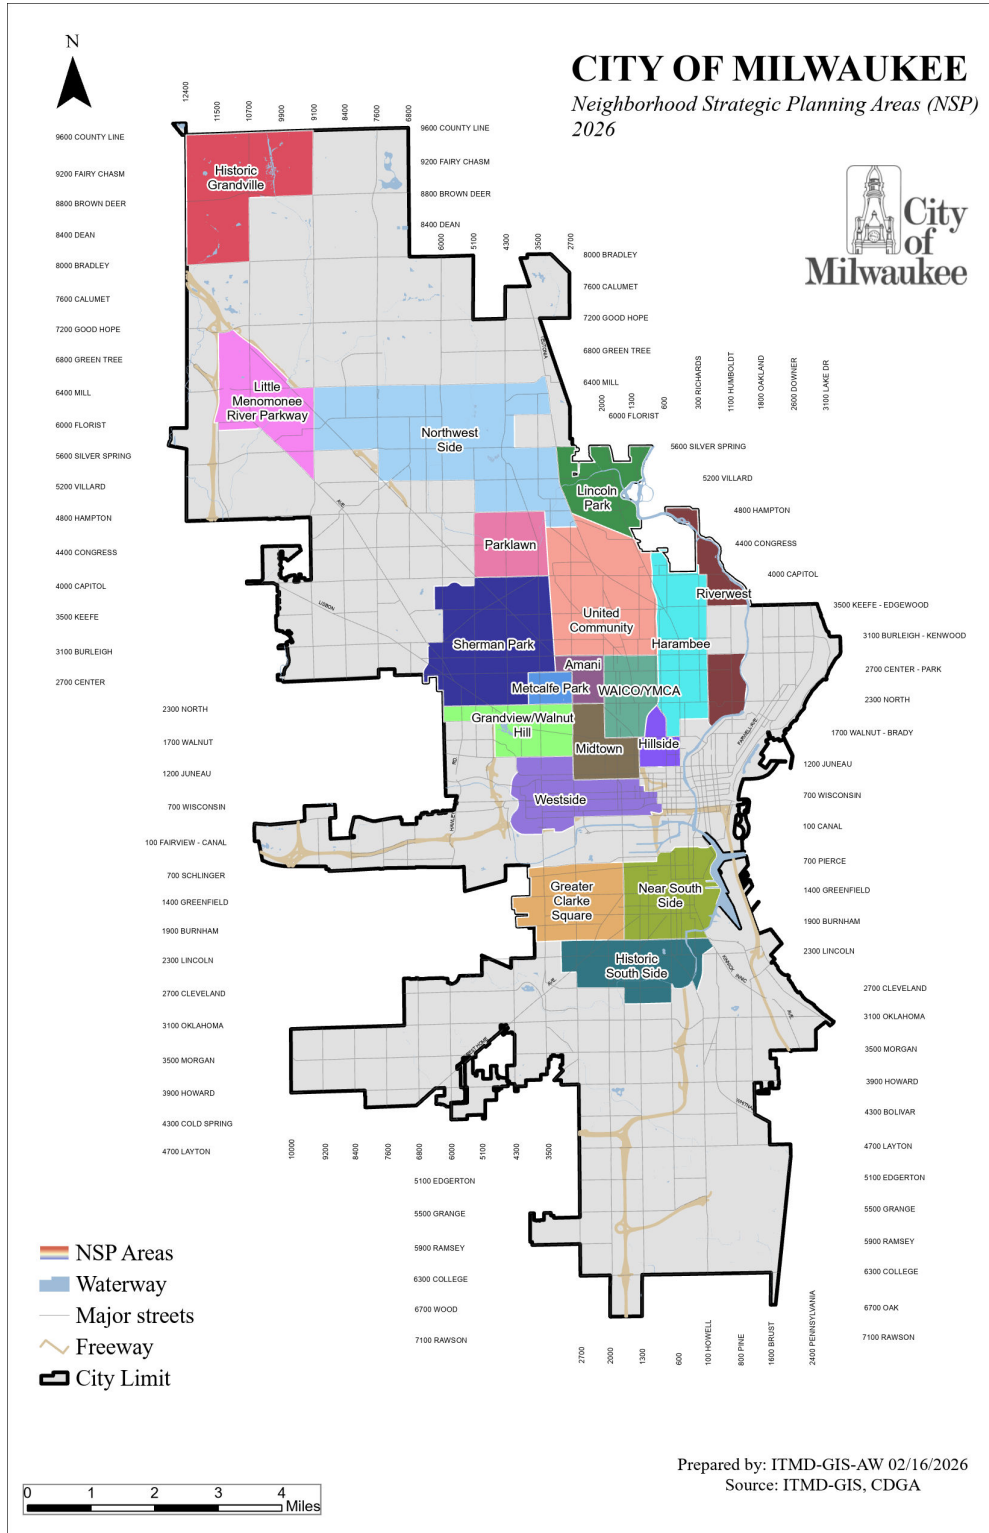 N
CITY OF MILWAUKEE
Neighborhood Strategic Planning Areas (NSP)
2026
City
of
Milwaukee
12400
11500
10700
9900
9100
8400
7600
6800
9600 COUNTY LINE
9200 FAIRY CHASM
8800 BROWN DEER
8400 DEAN
8000 BRADLEY
7600 CALUMET
7200 GOOD HOPE
6800 GREEN TREE
6400 MILL
6000 FLORIST
5600 SILVER SPRING
5200 VILLARD
4800 HAMPTON
4400 CONGRESS
4000 CAPITOL
3500 KEEFE
3100 BURLEIGH
2700 CENTER
2300 NORTH
1700 WALNUT
1200 JUNEAU
700 WISCONSIN
100 FAIRVIEW - CANAL
700 SCHLINGER
1400 GREENFIELD
1900 BURNHAM
2300 LINCOLN
2700 CLEVELAND
3100 OKLAHOMA
3500 MORGAN
3900 HOWARD
4300 COLD SPRING
4700 LAYTON
9600 COUNTY LINE
9200 FAIRY CHASM
8800 BROWN DEER
8400 DEAN
6000
5100
4300
3500
2700
8000 BRADLEY
7600 CALUMET
7200 GOOD HOPE
6800 GREEN TREE
6400 MILL
2000
1300
600
300 RICHARDS
1100 HUMBOLDT
1800 OAKLAND
2600 DOWNER
3100 LAKE DR
6000 FLORIST
5600 SILVER SPRING
5200 VILLARD
4800 HAMPTON
4400 CONGRESS
4000 CAPITOL
3500 KEEFE - EDGEWOOD
3100 BURLEIGH - KENWOOD
2700 CENTER - PARK
2300 NORTH
1700 WALNUT - BRADY
1200 JUNEAU
700 WISCONSIN
100 CANAL
700 PIERCE
1400 GREENFIELD
1900 BURNHAM
2300 LINCOLN
2700 CLEVELAND
3100 OKLAHOMA
3500 MORGAN
3900 HOWARD
4300 BOLIVAR
4700 LAYTON
5100 EDGERTON
5500 GRANGE
5900 RAMSEY
6300 COLLEGE
6700 OAK
7100 RAWSON
Historic
Grandville
Little
Menomonee
River Parkway
Northwest
Side
Lincoln
Park
Parklawn
Riverwest
United
Community
Harambee
Sherman Park
Amani
Metcalfe Park
WAICO/YMCA
Grandview/Walnut
Hill
Midtown
Hillside
Westside
Greater
Clarke
Square
Near South
Side
Historic
South Side
AVE
LISBON
RD
FARWELL AVE
AVE
KINNICK INNIC
AVE
10000
9200
8400
7600
6800
6000
5100
4300
3500
5100 EDGERTON
5500 GRANGE
5900 RAMSEY
6300 COLLEGE
6700 WOOD
7100 RAWSON
2700
2000
1300
600
100 HOWELL
800 PINE
1600 BRUST
2400 PENNSYLVANIA
NSP Areas
Waterway
Major streets
Freeway
City Limit
0 1 2 3 4
Miles
Prepared by: ITMD-GIS-AW 02/16/2026
Source: ITMD-GIS, CDGA